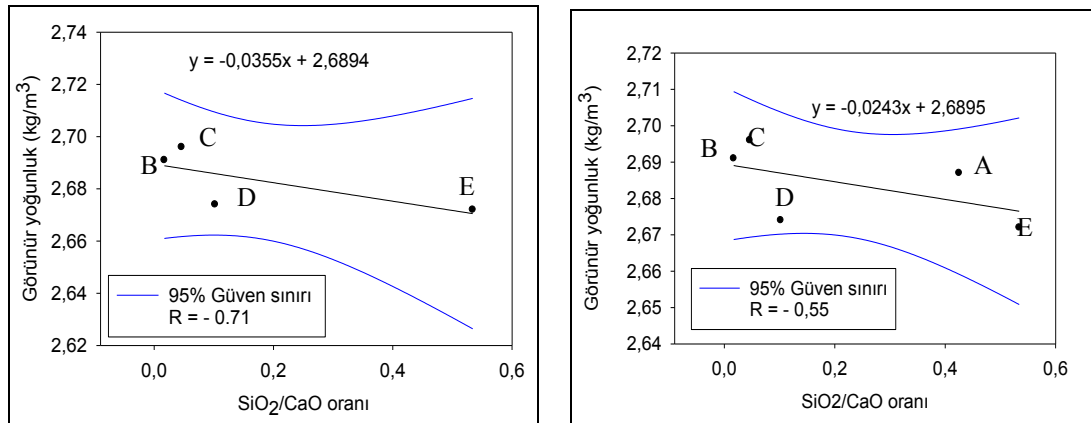 2,74
2,72
2,70
2,68
2,66
2,64
2,62
Görünür yoğunluk (kg/m³)
y = -0,0355x + 2,6894
B
C
D
E
95% Güven sınırı
R = - 0.71
0,0 0,2 0,4 0,6
SiO₂/CaO oranı
2,72
2,71
2,70
2,69
2,68
2,67
2,66
2,65
2,64
Görünür yoğunluk (kg/m³)
y = -0,0243x + 2,6895
B
C
A
D
E
95% Güven sınırı
R = - 0,55
0,0 0,2 0,4 0,6
SiO2/CaO oranı